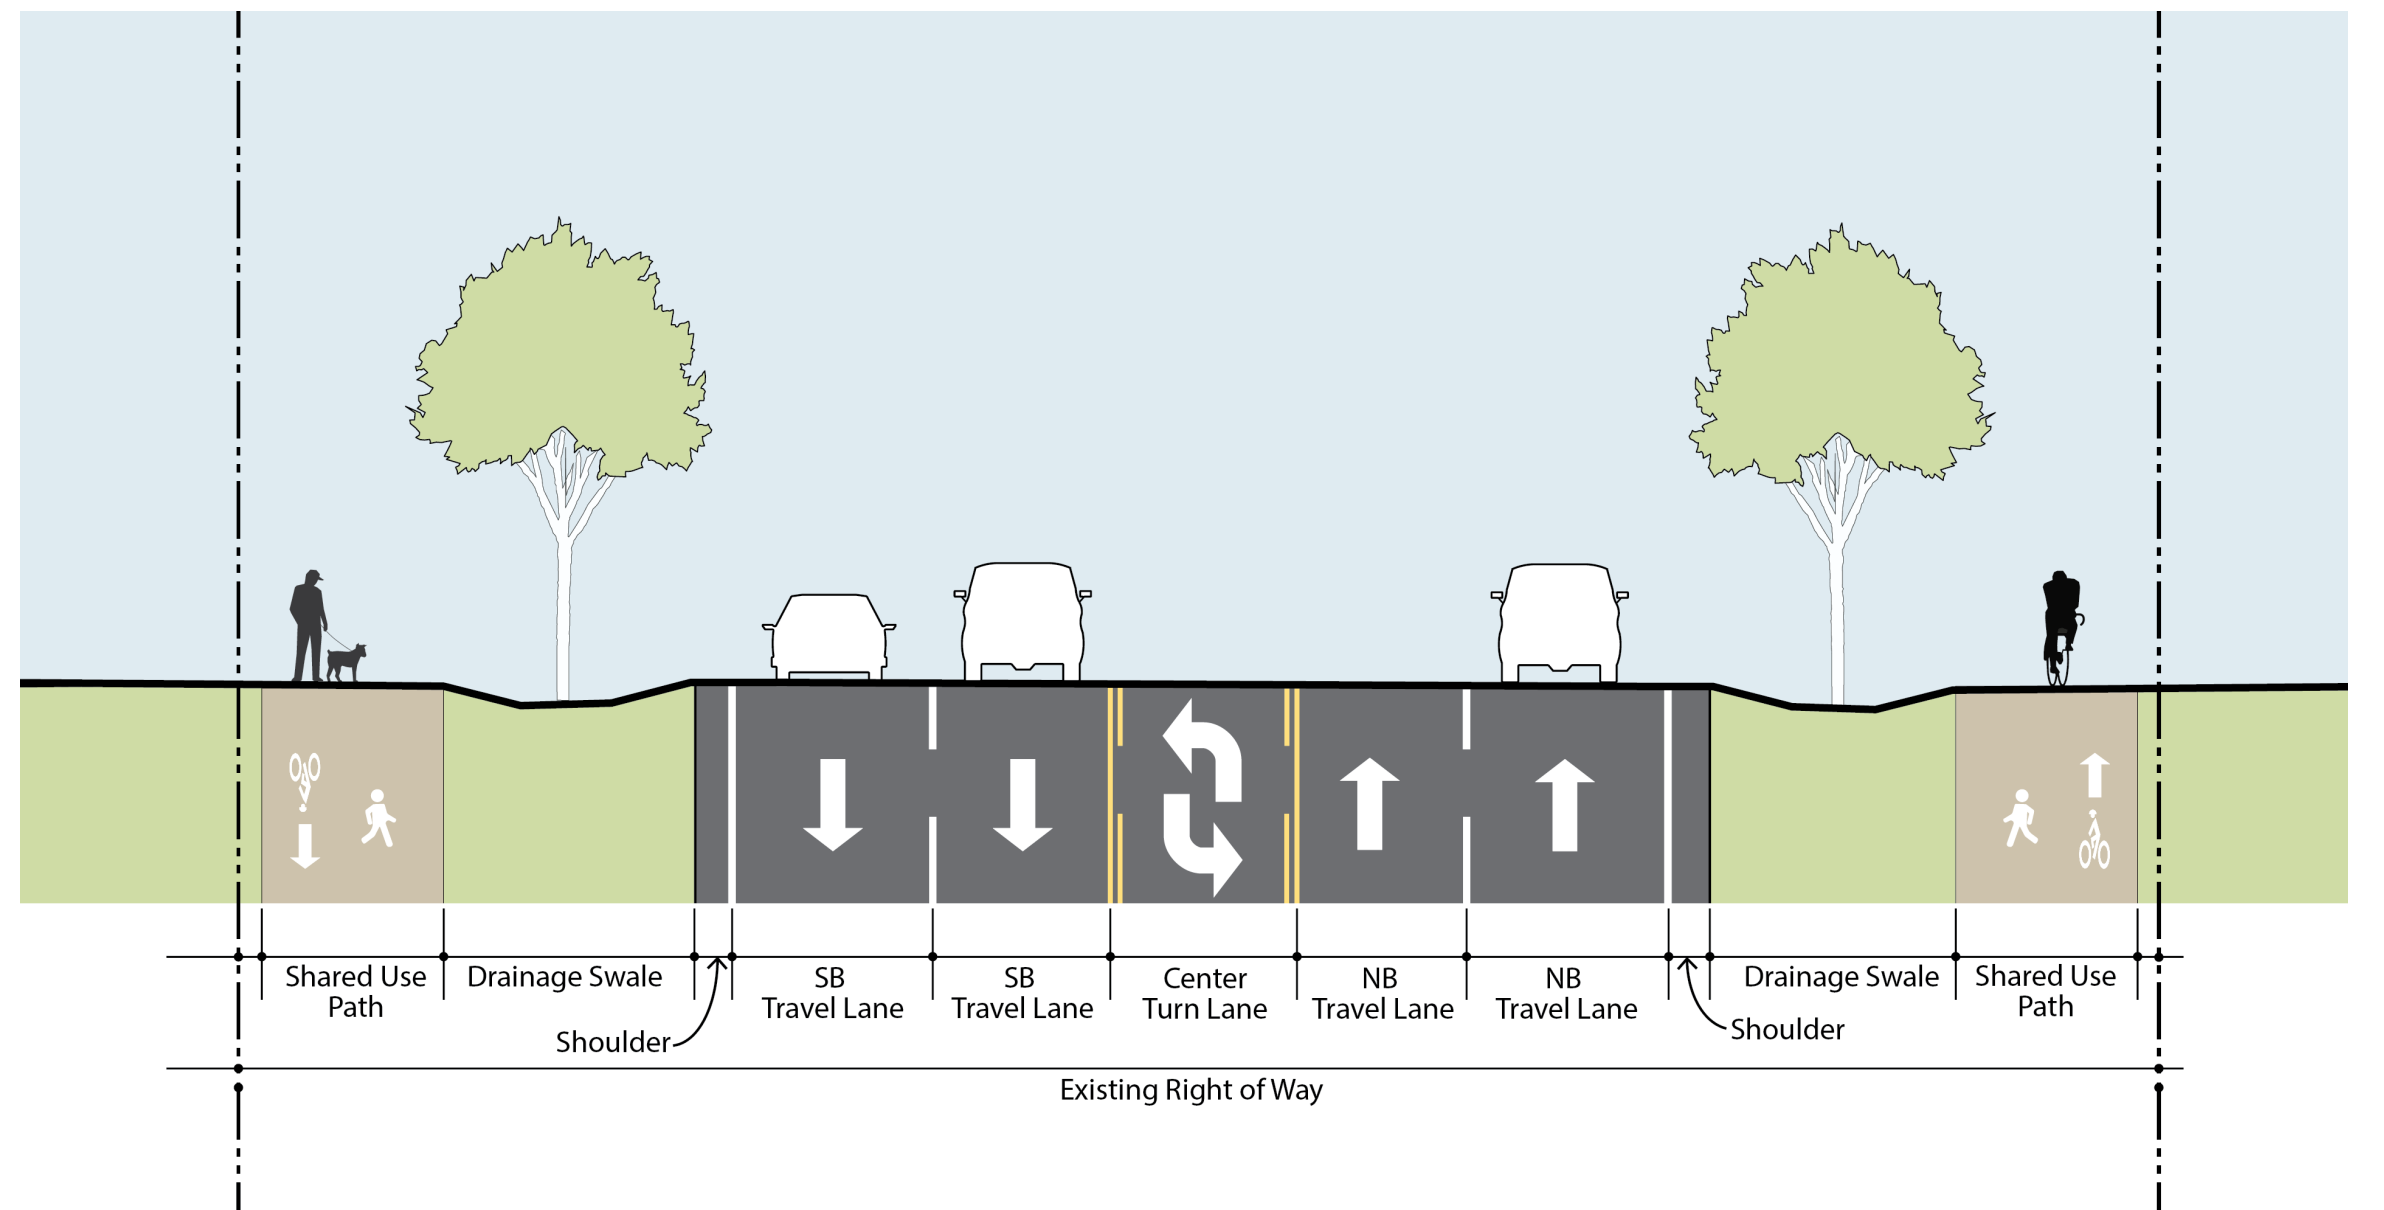 Shared Use
Path
Drainage Swale
Shoulder
SB
Travel Lane
SB
Travel Lane
Center
Turn Lane
NB
Travel Lane
NB
Travel Lane
Shoulder
Drainage Swale
Shared Use
Path
Existing Right of Way